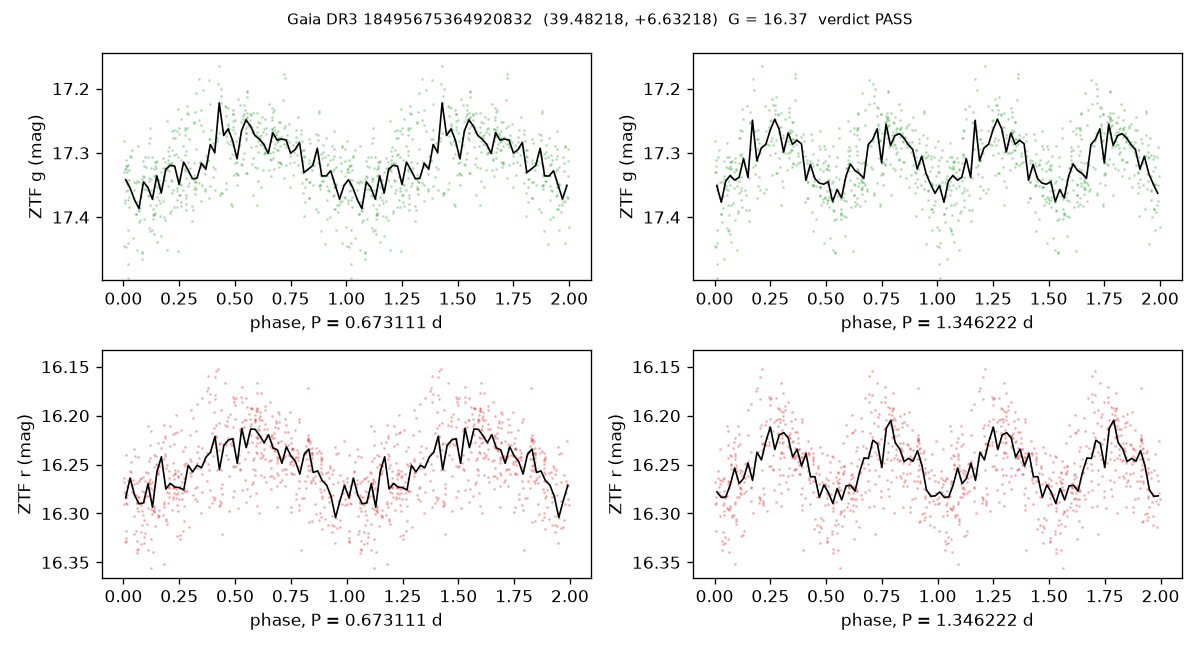 Gaia DR3 18495675364920832  (39.48218, +6.63218)  G = 16.37  verdict PASS
ZTF g (mag)
17.2
17.3
17.4
0.00 0.25 0.50 0.75 1.00 1.25 1.50 1.75 2.00
phase, P = 0.673111 d
ZTF g (mag)
17.2
17.3
17.4
0.00 0.25 0.50 0.75 1.00 1.25 1.50 1.75 2.00
phase, P = 1.346222 d
ZTF r (mag)
16.15
16.20
16.25
16.30
16.35
0.00 0.25 0.50 0.75 1.00 1.25 1.50 1.75 2.00
phase, P = 0.673111 d
ZTF r (mag)
16.15
16.20
16.25
16.30
16.35
0.00 0.25 0.50 0.75 1.00 1.25 1.50 1.75 2.00
phase, P = 1.346222 d